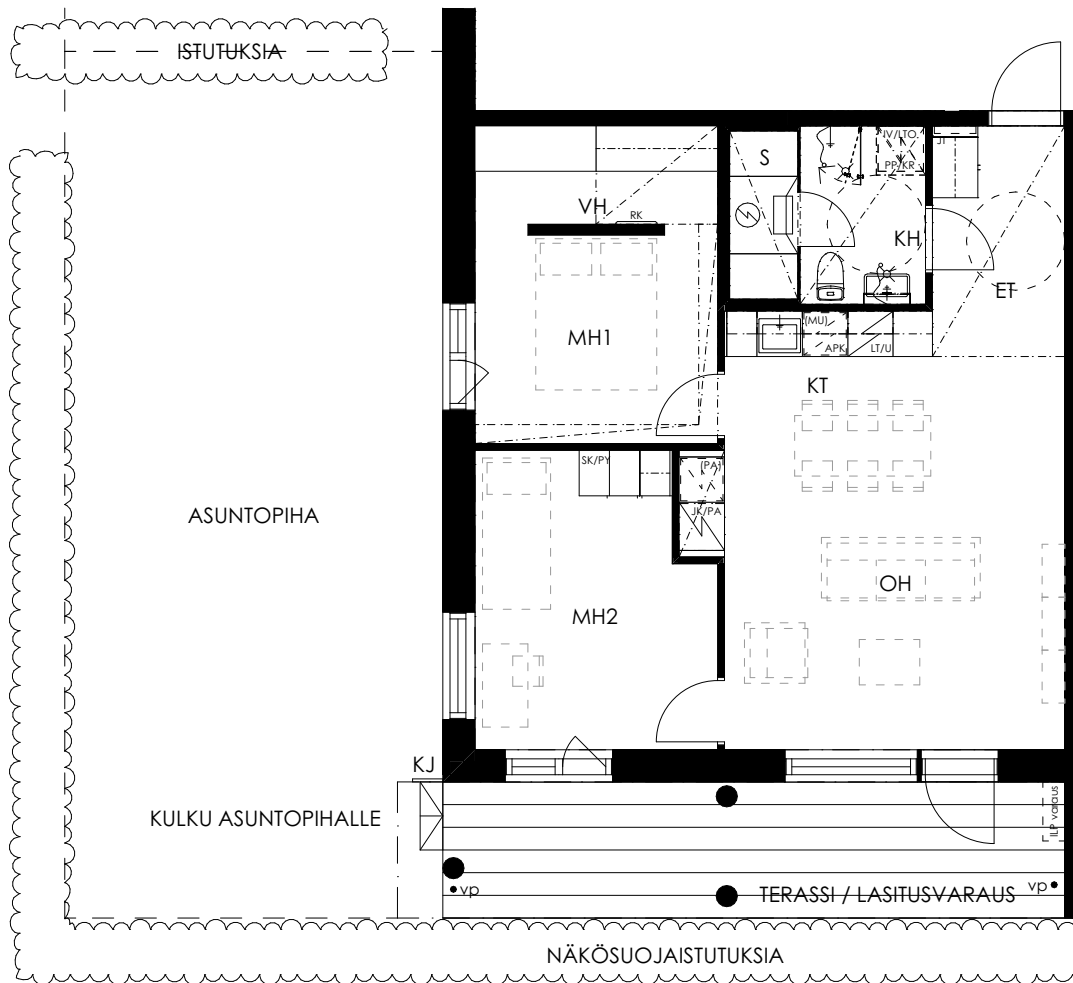 ISTUTUKSIA
IV/LTO
PP/KR
JT
S
VH
RK
KH
ET
(MU)
APK
LT/U
MH1
KT
SK/PY
(PA)
JK/PA
ASUNTOPIHA
OH
MH2
KJ
KULKU ASUNTOPIHALLE
ILP varaus
vp
TERASSI / LASITUSVARAUS
vp
NÄKÖSUOJAISTUTUKSIA